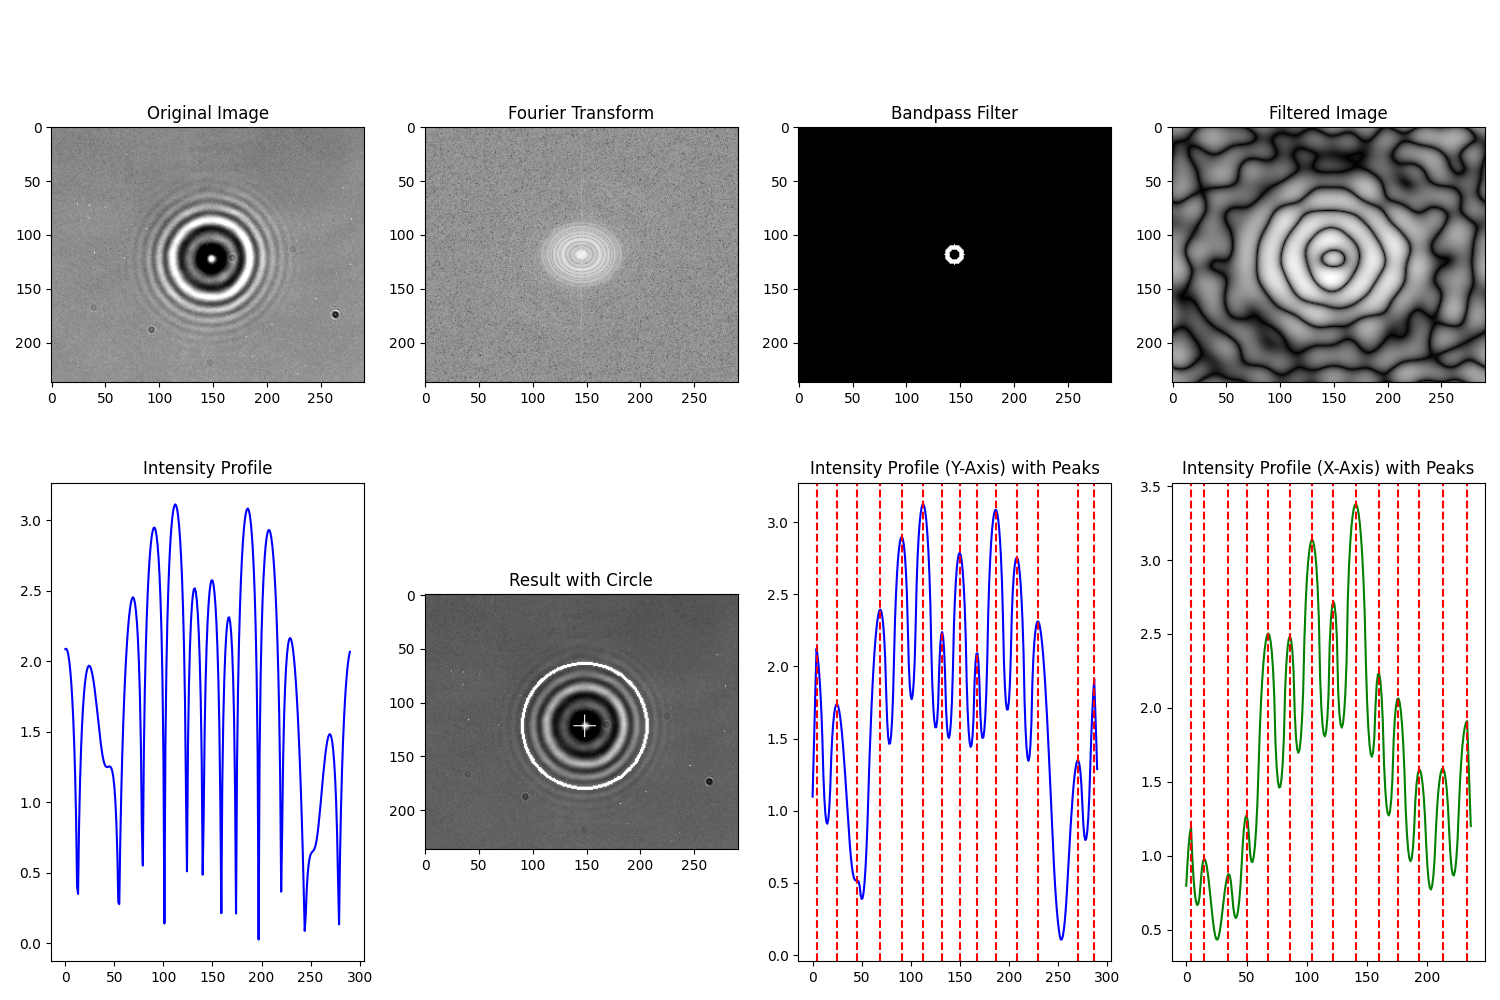 Original Image
Fourier Transform
Bandpass Filter
Filtered Image
0
50
100
150
200
0 50 100 150 200 250
0
50
100
150
200
0 50 100 150 200 250
0
50
100
150
200
0 50 100 150 200 250
0
50
100
150
200
0 50 100 150 200 250
Intensity Profile
3.0
2.5
2.0
1.5
1.0
0.5
0.0
0 50 100 150 200 250 300
Result with Circle
0
50
100
150
200
0 50 100 150 200 250
Intensity Profile (Y-Axis) with Peaks
3.0
2.5
2.0
1.5
1.0
0.5
0.0
0 50 100 150 200 250 300
Intensity Profile (X-Axis) with Peaks
3.5
3.0
2.5
2.0
1.5
1.0
0.5
0 50 100 150 200